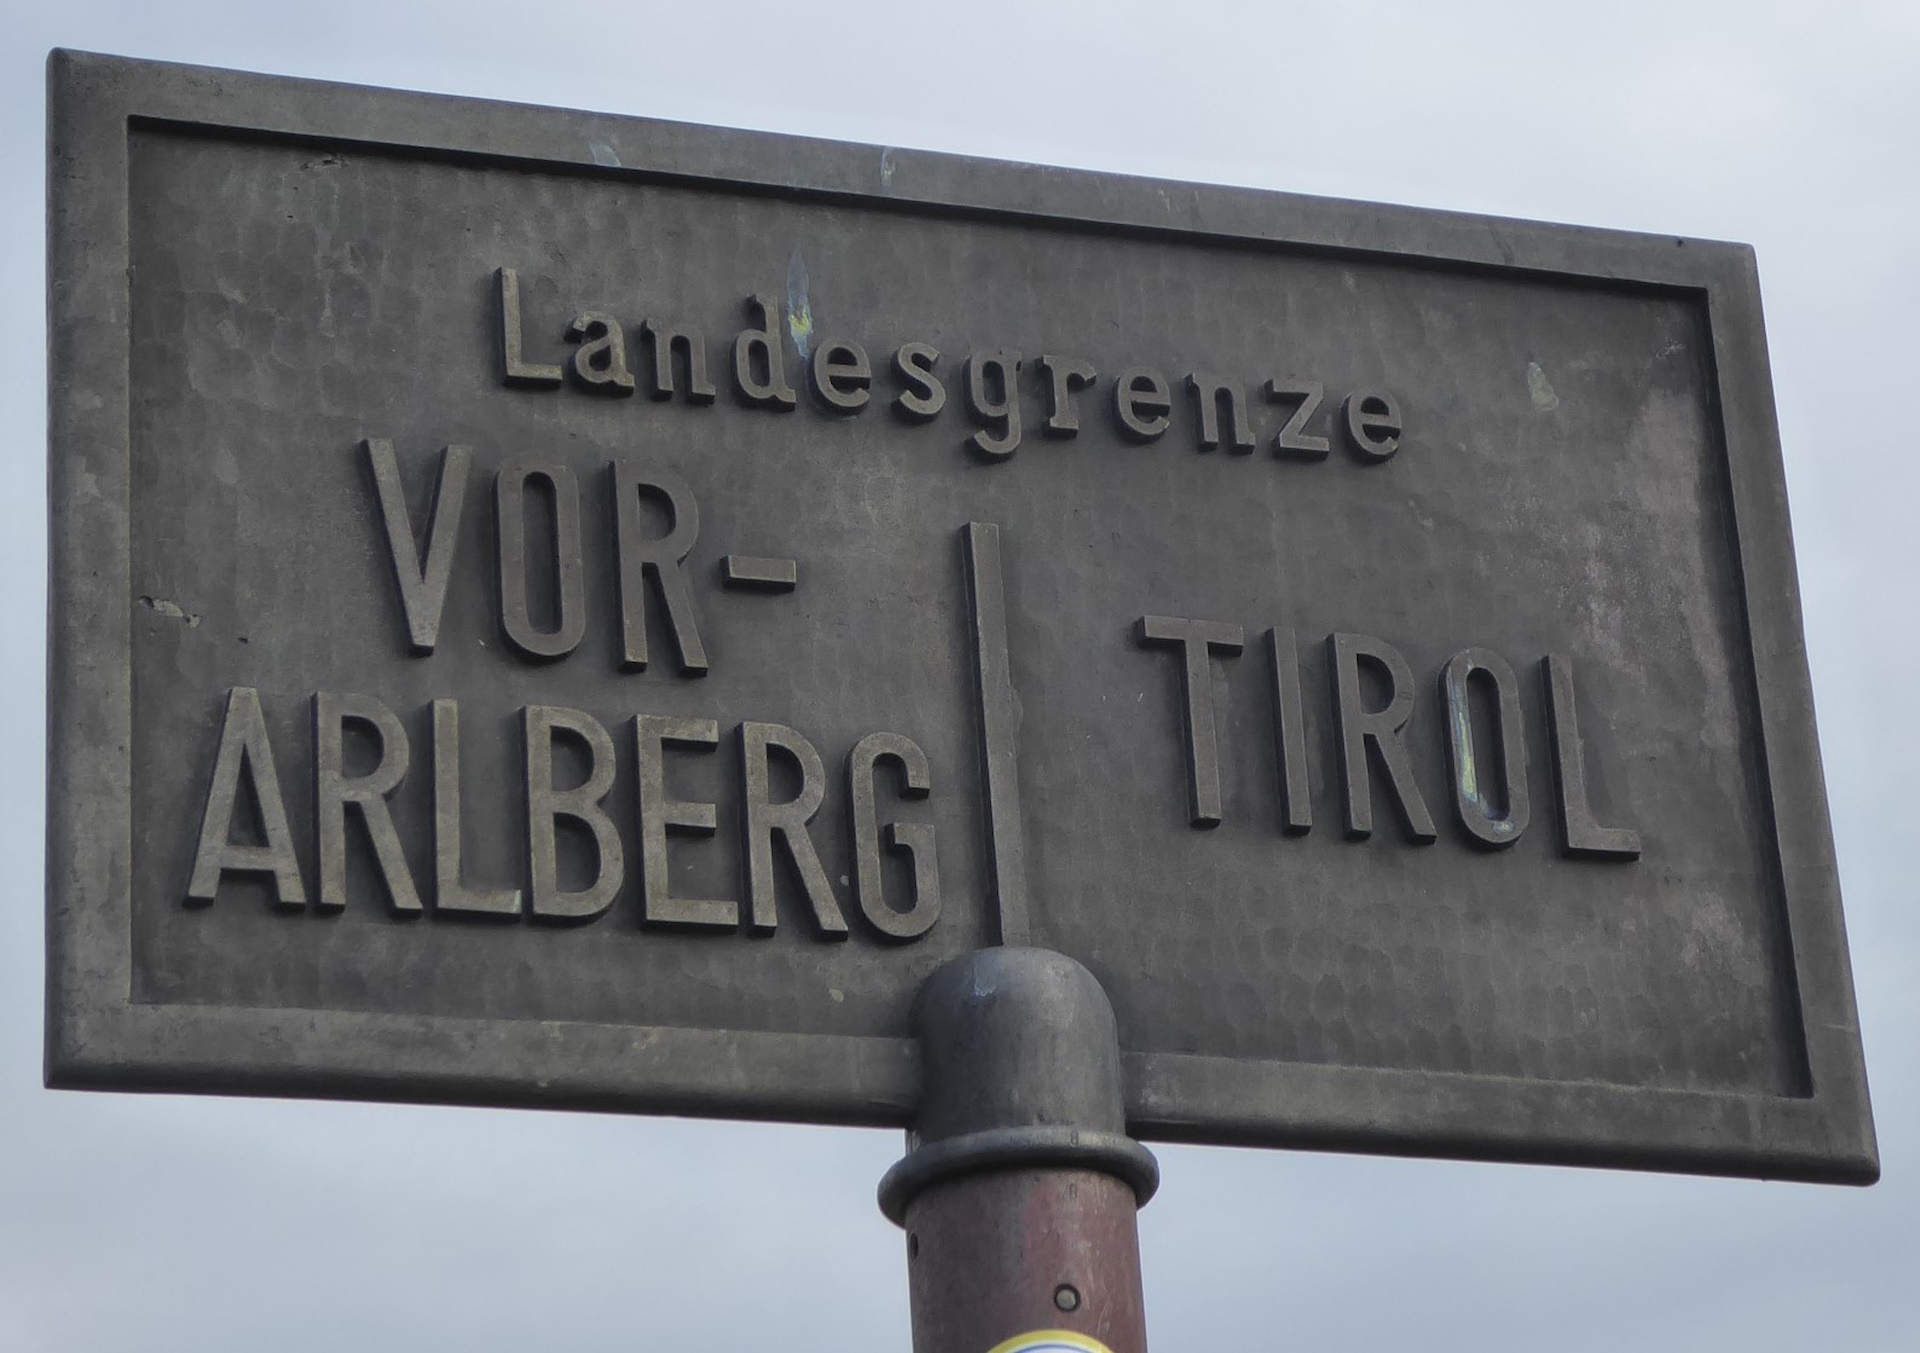 Landesgrenze
VOR-
ARLBERG
TIROL